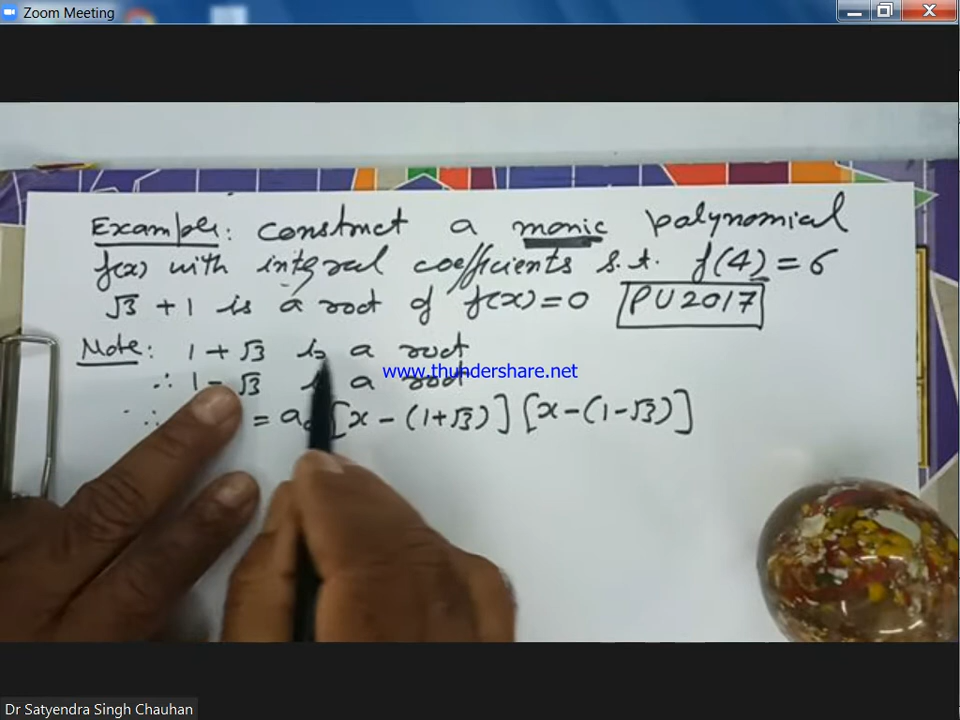 Zoom Meeting
Example: construct a monic polynomial
f(x) with integral coefficients s.t. f(4) = 6
√3 + 1 is a root of f(x) = 0 PU 2017
Note: 1 + √3 is a root
www.thundershare.net
∴ 1 - √3 is a root
∴ = a₀ [x - (1+√3)] [x - (1-√3)]
Dr Satyendra Singh Chauhan